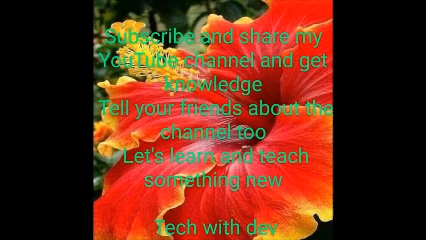 Subscribe and share my
YouTube channel and get
knowledge
Tell your friends about the
channel too
Let's learn and teach
something new
Tech with dev